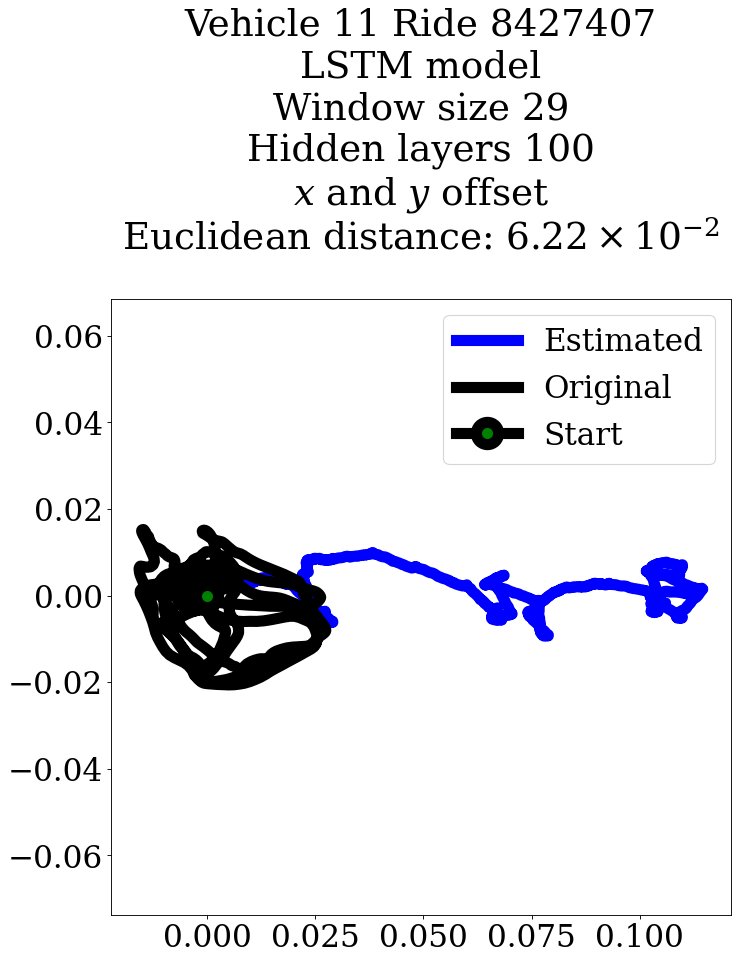 Vehicle 11 Ride 8427407
LSTM model
Window size 29
Hidden layers 100
x and y offset
Euclidean distance: 6.22 × 10⁻²
Estimated
Original
Start
0.06
0.04
0.02
0.00
−0.02
−0.04
−0.06
0.000 0.025 0.050 0.075 0.100